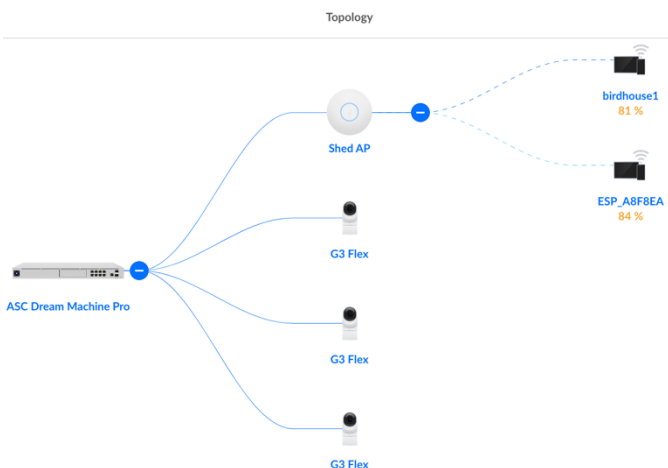 Topology
birdhouse1
81 %
Shed AP
ESP_A8F8EA
84 %
G3 Flex
ASC Dream Machine Pro
G3 Flex
G3 Flex